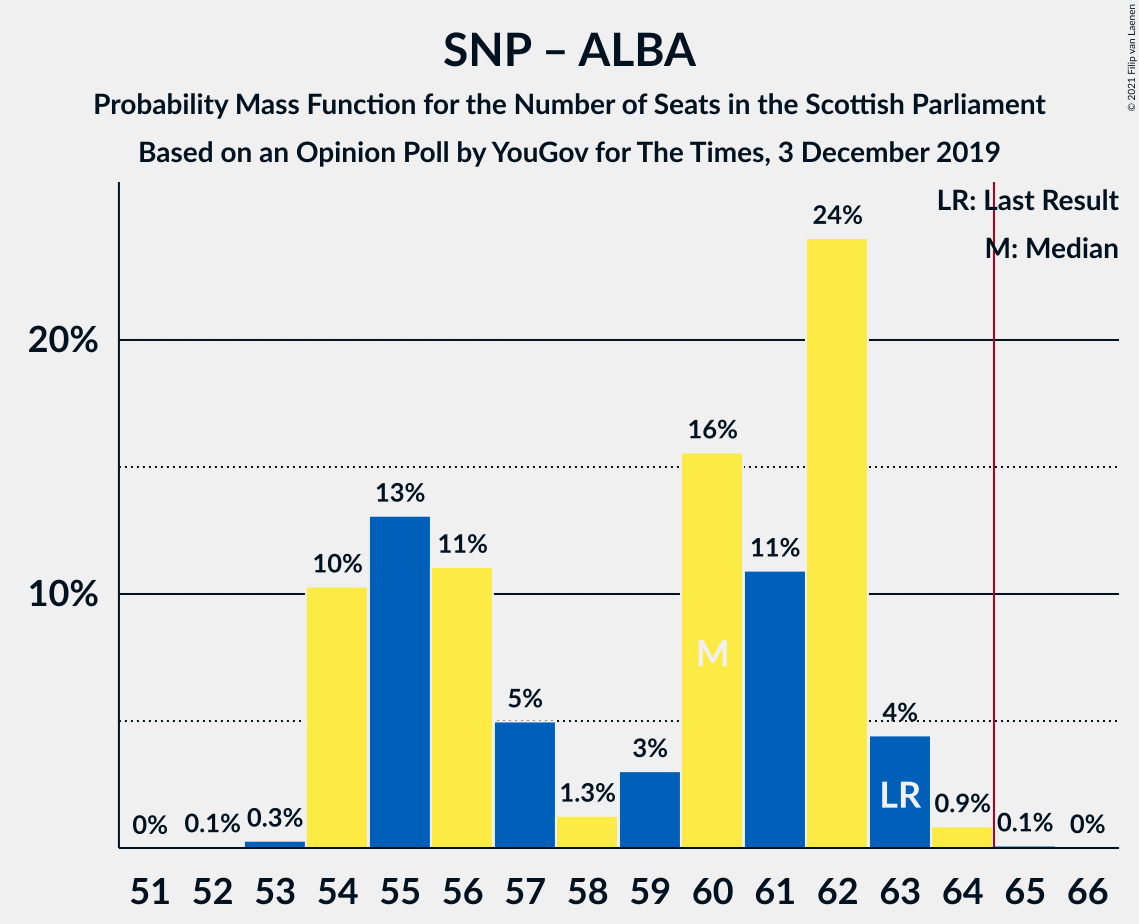 SNP – ALBA
Probability Mass Function for the Number of Seats in the Scottish Parliament
Based on an Opinion Poll by YouGov for The Times, 3 December 2019
© 2021 Filip van Laenen
LR: Last Result
M: Median
20%
10%
0% 0.1% 0.3% 10% 13% 11% 5% 1.3% 3% 16% 11% 24% 4% 0.9% 0.1% 0%
M
LR
51 52 53 54 55 56 57 58 59 60 61 62 63 64 65 66